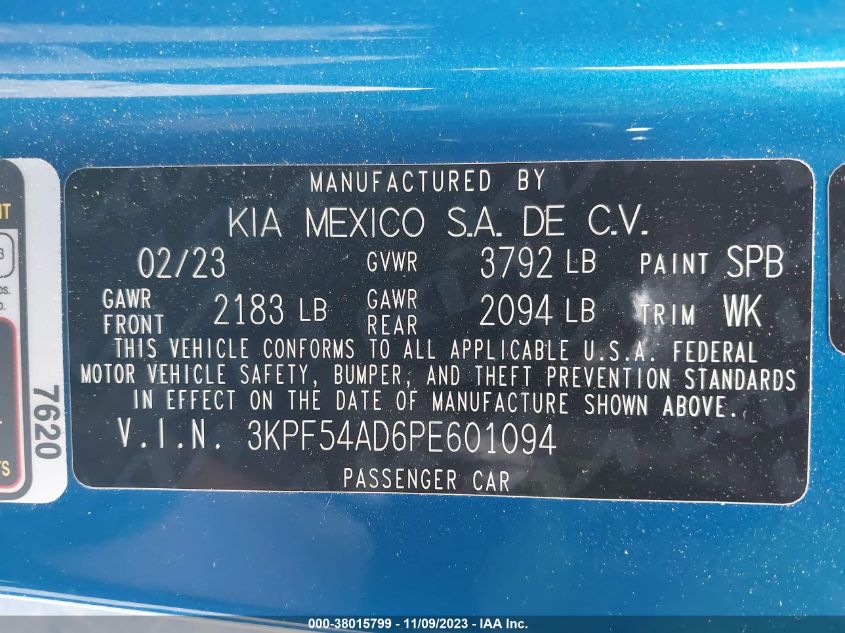 MANUFACTURED BY
KIA MEXICO S.A. DE C.V.
02/23 GVWR 3792 LB PAINT SPB
GAWR FRONT 2183 LB GAWR REAR 2094 LB TRIM WK
THIS VEHICLE CONFORMS TO ALL APPLICABLE U.S.A. FEDERAL
MOTOR VEHICLE SAFETY, BUMPER, AND THEFT PREVENTION STANDARDS
IN EFFECT ON THE DATE OF MANUFACTURE SHOWN ABOVE.
V.I.N. 3KPF54AD6PE601094
PASSENGER CAR
7620
000-38015799 - 11/09/2023 - IAA Inc.